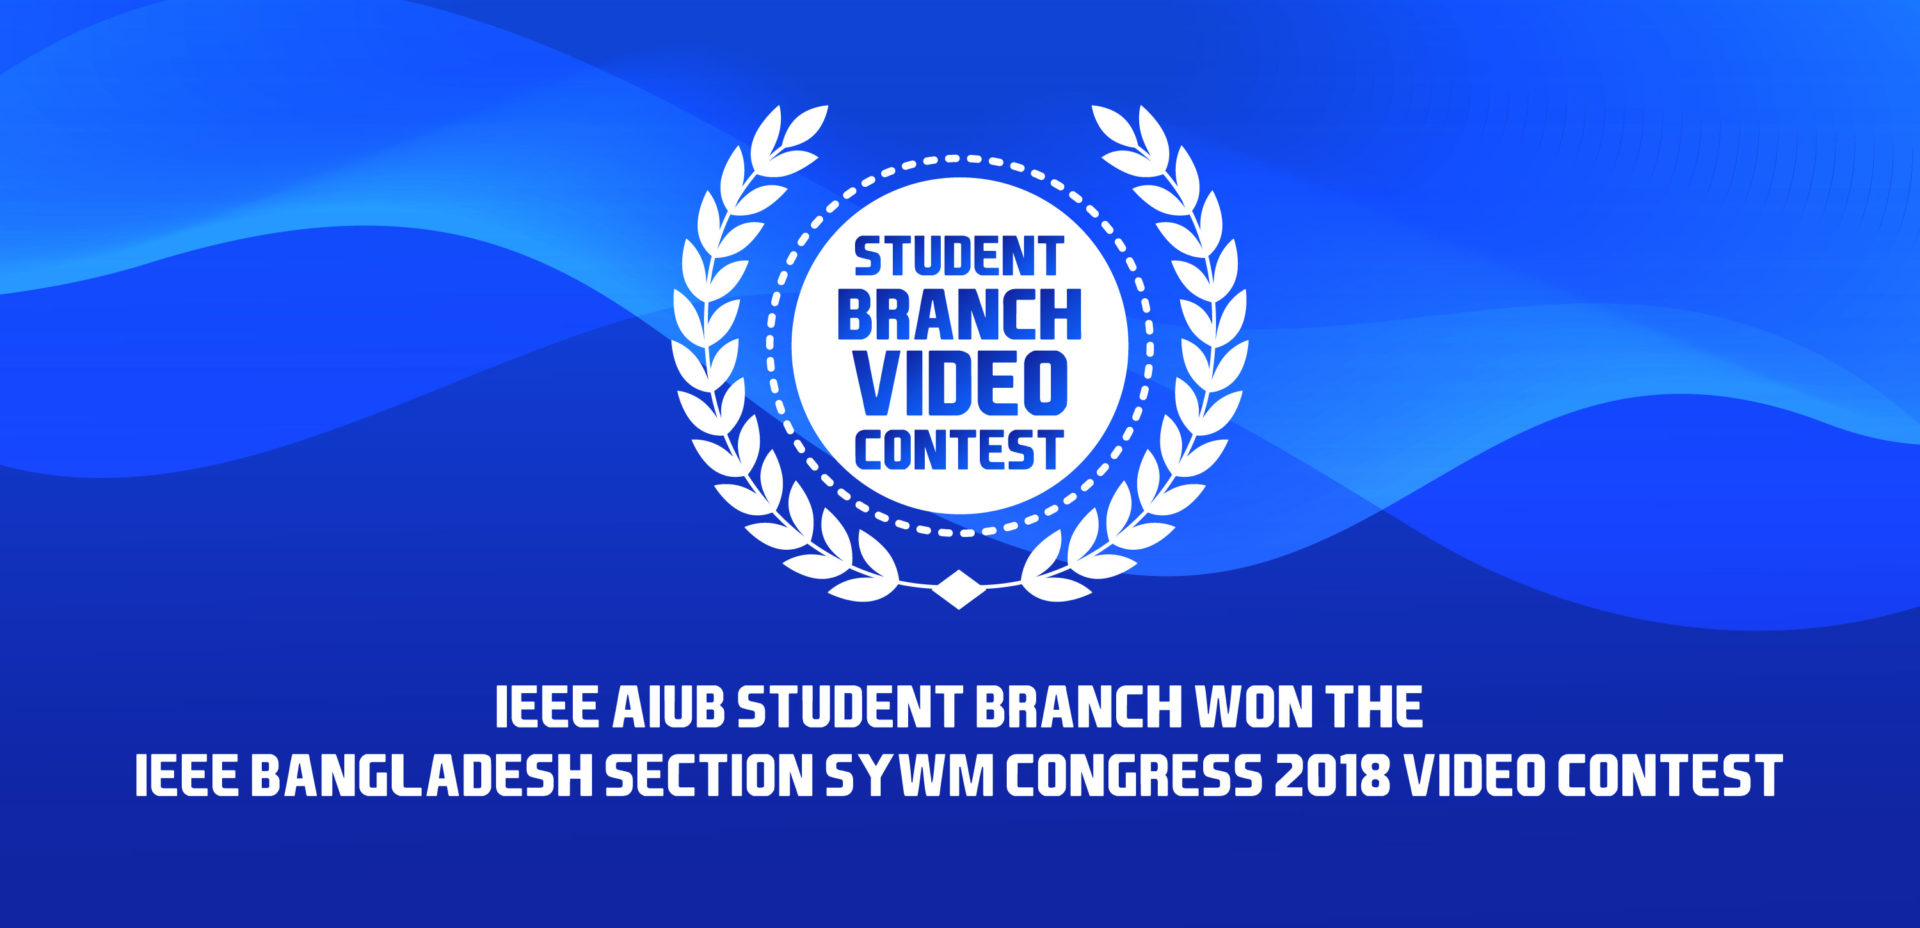 STUDENT
BRANCH
VIDEO
CONTEST
IEEE AIUB STUDENT BRANCH WON THE
IEEE BANGLADESH SECTION SYWM CONGRESS 2018 VIDEO CONTEST